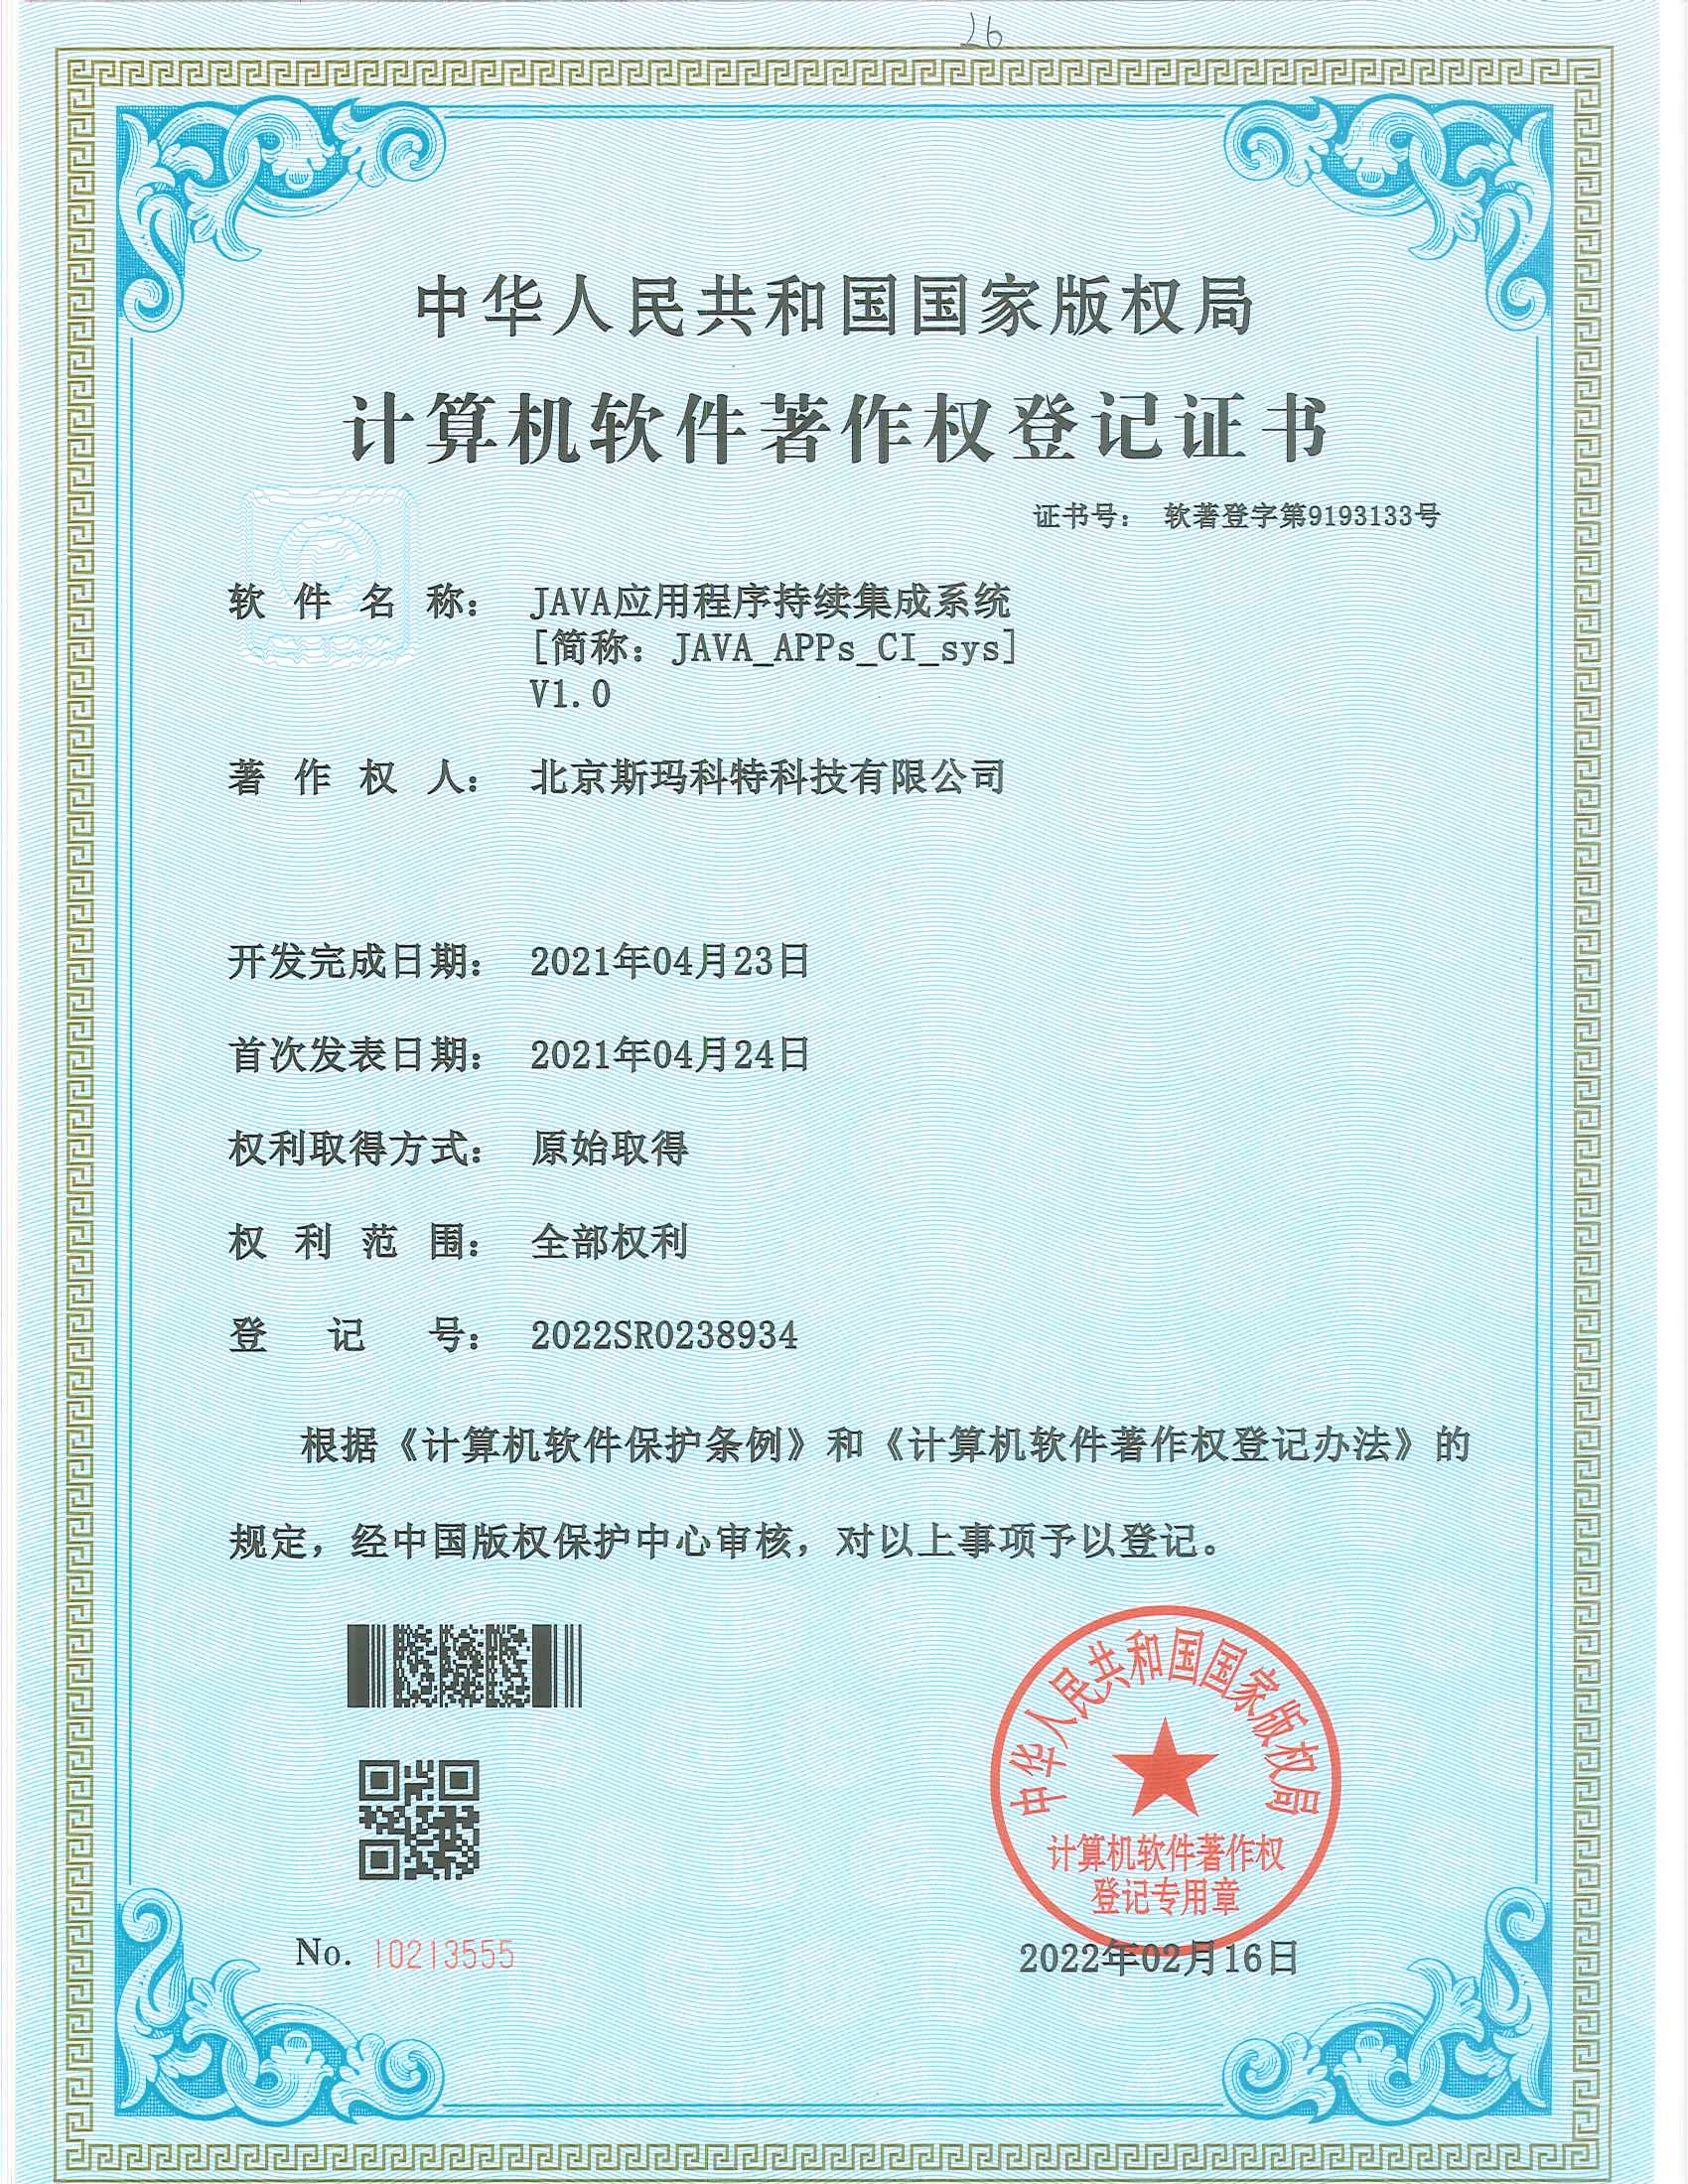 26
中华人民共和国国家版权局
计算机软件著作权登记证书
证书号： 软著登字第9193133号
软件名称： JAVA应用程序持续集成系统
[简称：JAVA_APPs_CI_sys]
V1.0
著作权人： 北京斯玛科特科技有限公司
开发完成日期： 2021年04月23日
首次发表日期： 2021年04月24日
权利取得方式： 原始取得
权利范围： 全部权利
登记号： 2022SR0238934
根据《计算机软件保护条例》和《计算机软件著作权登记办法》的
规定，经中国版权保护中心审核，对以上事项予以登记。
中华人民共和国国家版权局
计算机软件著作权
登记专用章
No. 10213555
2022年02月16日